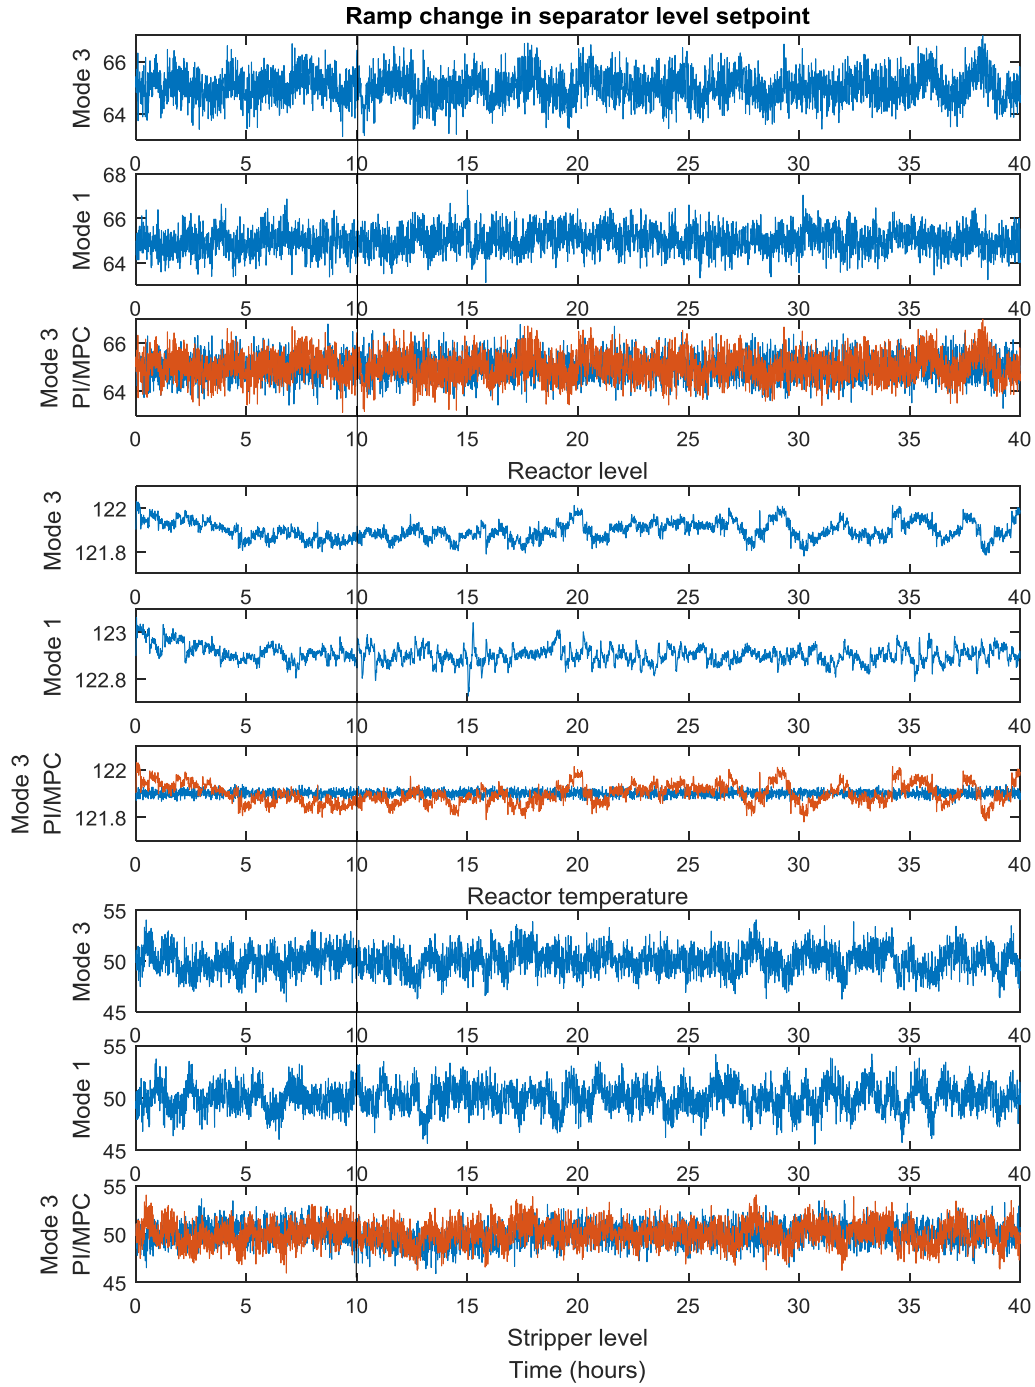 Ramp change in separator level setpoint
Mode 3
66
64
0 5 10 15 20 25 30 35 40
Mode 1
68
66
64
0 5 10 15 20 25 30 35 40
Mode 3
PI/MPC
66
64
0 5 10 15 20 25 30 35 40
Reactor level
Mode 3
122
121.8
0 5 10 15 20 25 30 35 40
Mode 1
123
122.8
0 5 10 15 20 25 30 35 40
Mode 3
PI/MPC
122
121.8
0 5 10 15 20 25 30 35 40
Reactor temperature
Mode 3
55
50
45
0 5 10 15 20 25 30 35 40
Mode 1
55
50
45
0 5 10 15 20 25 30 35 40
Mode 3
PI/MPC
55
50
45
0 5 10 15 20 25 30 35 40
Stripper level
Time (hours)